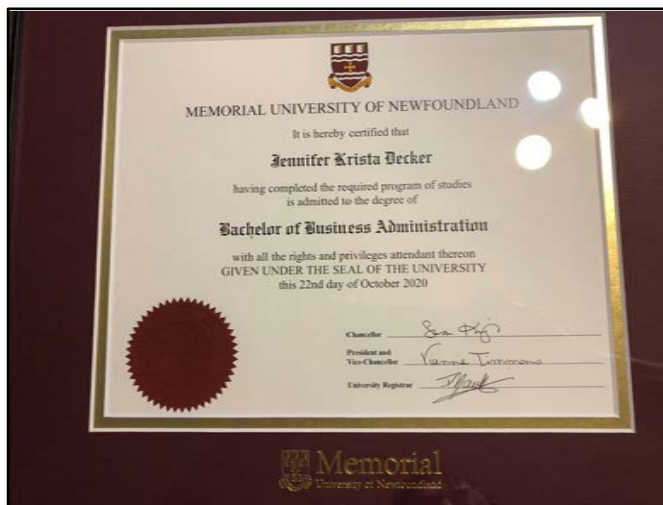 MEMORIAL UNIVERSITY OF NEWFOUNDLAND
It is hereby certified that
Jennifer Krista Decker
having completed the required program of studies
is admitted to the degree of
Bachelor of Business Administration
with all the rights and privileges attendant thereon
GIVEN UNDER THE SEAL OF THE UNIVERSITY
this 22nd day of October 2020
Chancellor
President and
Vice-Chancellor Vianne Timmons
University Registrar
Memorial
University of Newfoundland